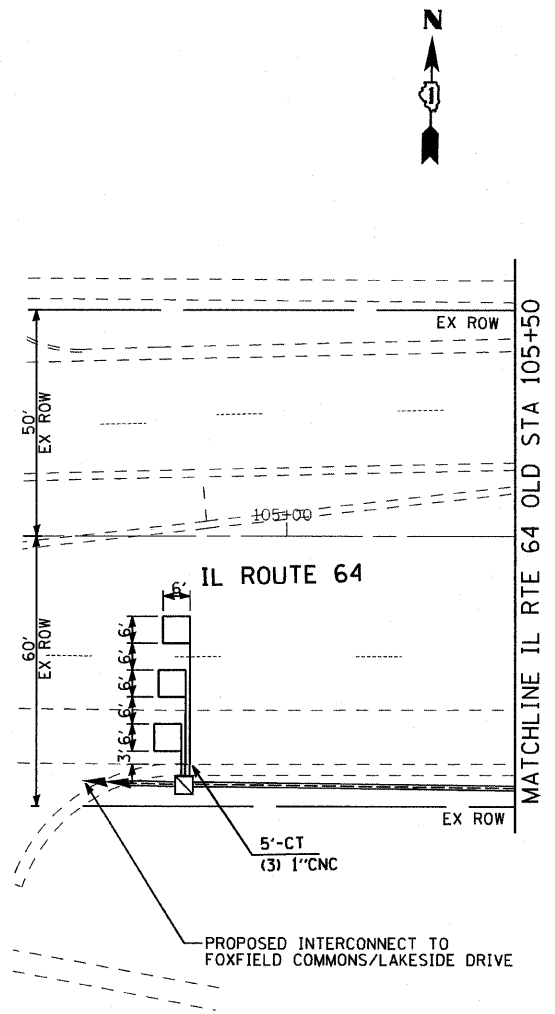 N
1
EX ROW
50'
EX ROW
105+00
IL ROUTE 64
6'
60'
EX ROW
6'
6'
6'
6'
6'
3'
EX ROW
5'-CT
(3) 1"CNC
PROPOSED INTERCONNECT TO
FOXFIELD COMMONS/LAKESIDE DRIVE
MATCHLINE IL RTE 64 OLD STA 105+50